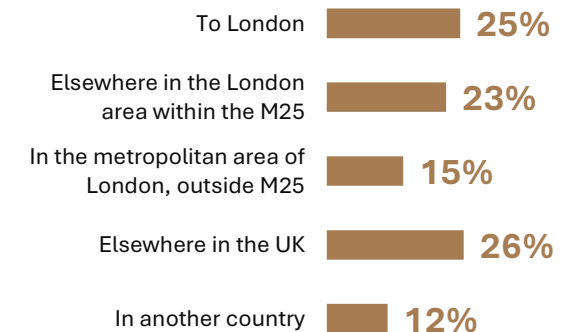 To London 25%
Elsewhere in the London
area within the M25 23%
In the metropolitan area of
London, outside M25 15%
Elsewhere in the UK 26%
In another country 12%